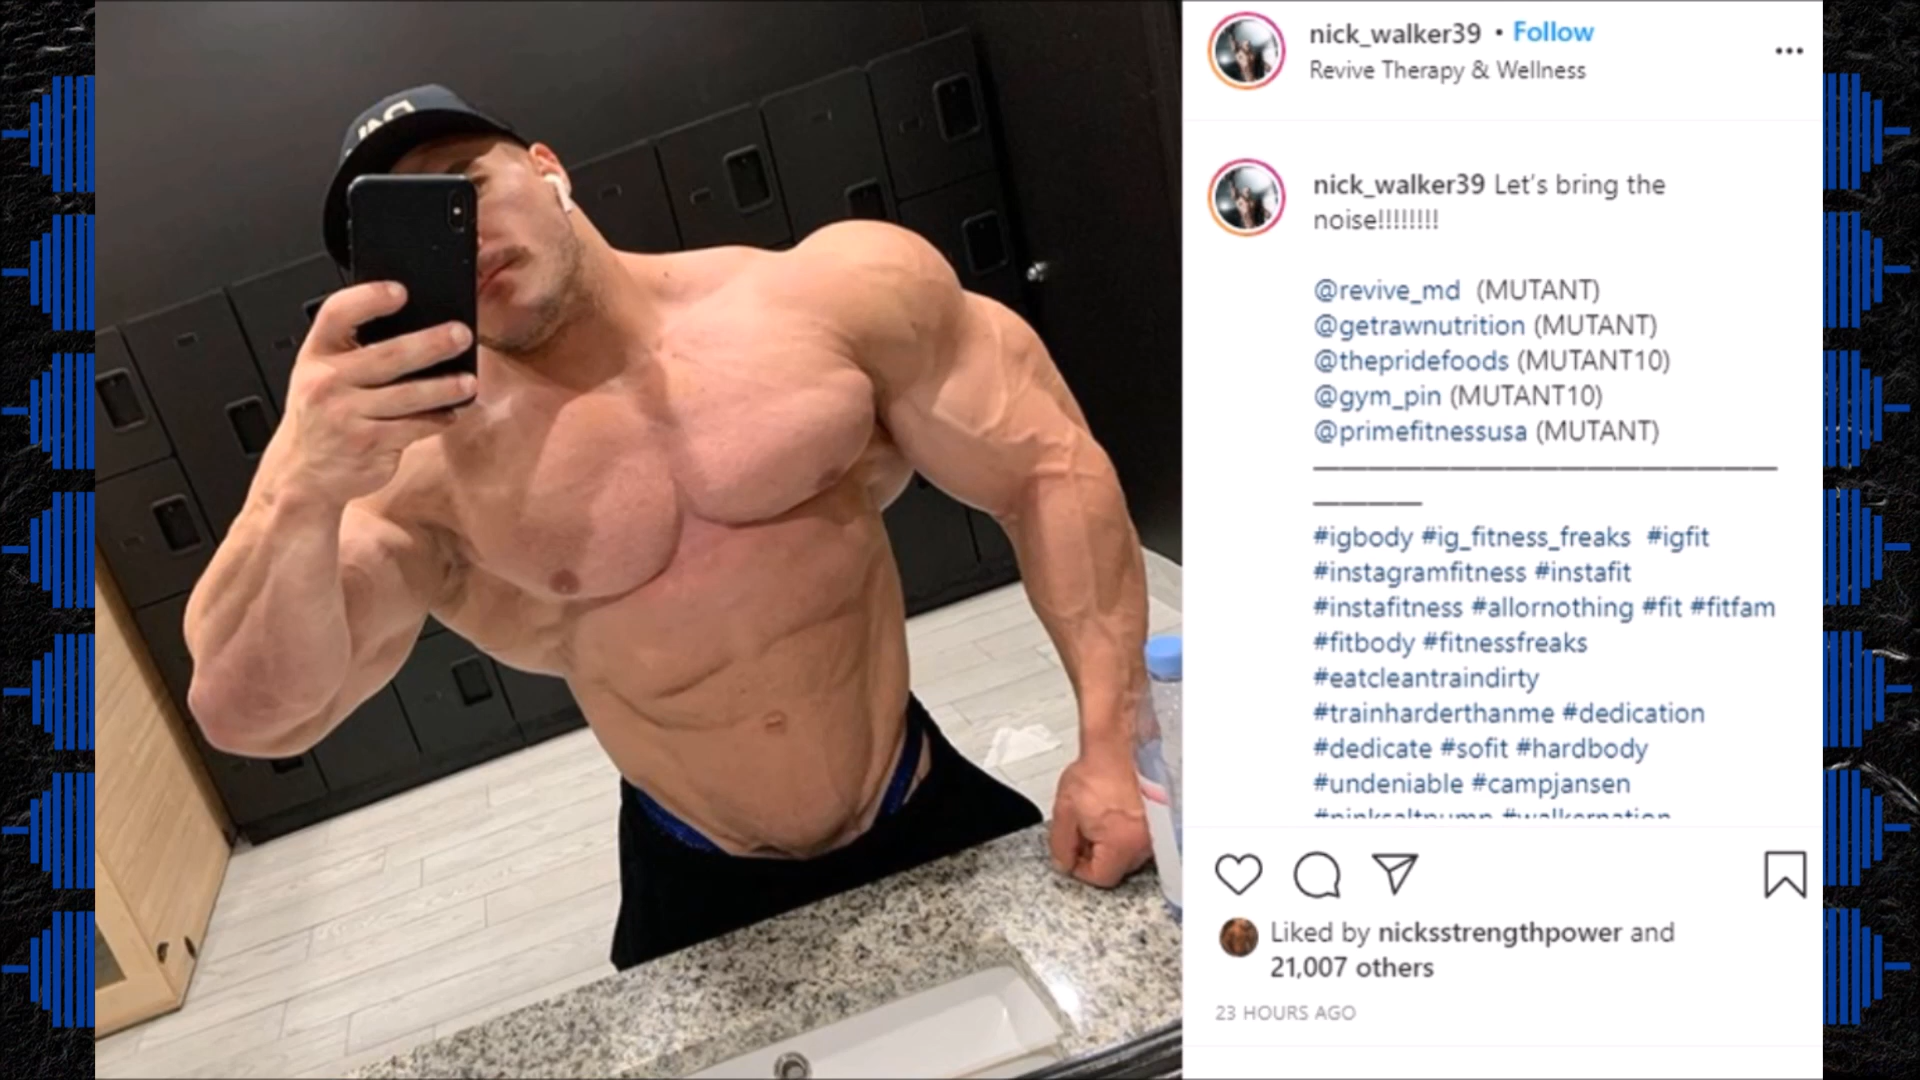 nick_walker39 • Follow
Revive Therapy & Wellness
nick_walker39 Let's bring the
noise!!!!!!!!
@revive_md (MUTANT)
@getrawnutrition (MUTANT)
@thepridefoods (MUTANT10)
@gym_pin (MUTANT10)
@primefitnessusa (MUTANT)
#igbody #ig_fitness_freaks #igfit
#instagramfitness #instafit
#instafitness #allornothing #fit #fitfam
#fitbody #fitnessfreaks
#eatcleantraindirty
#trainharderthanme #dedication
#dedicate #sofit #hardbody
#undeniable #campjansen
#pinksaltpump #walkernation
Liked by nicksstrengthpower and
21,007 others
23 HOURS AGO